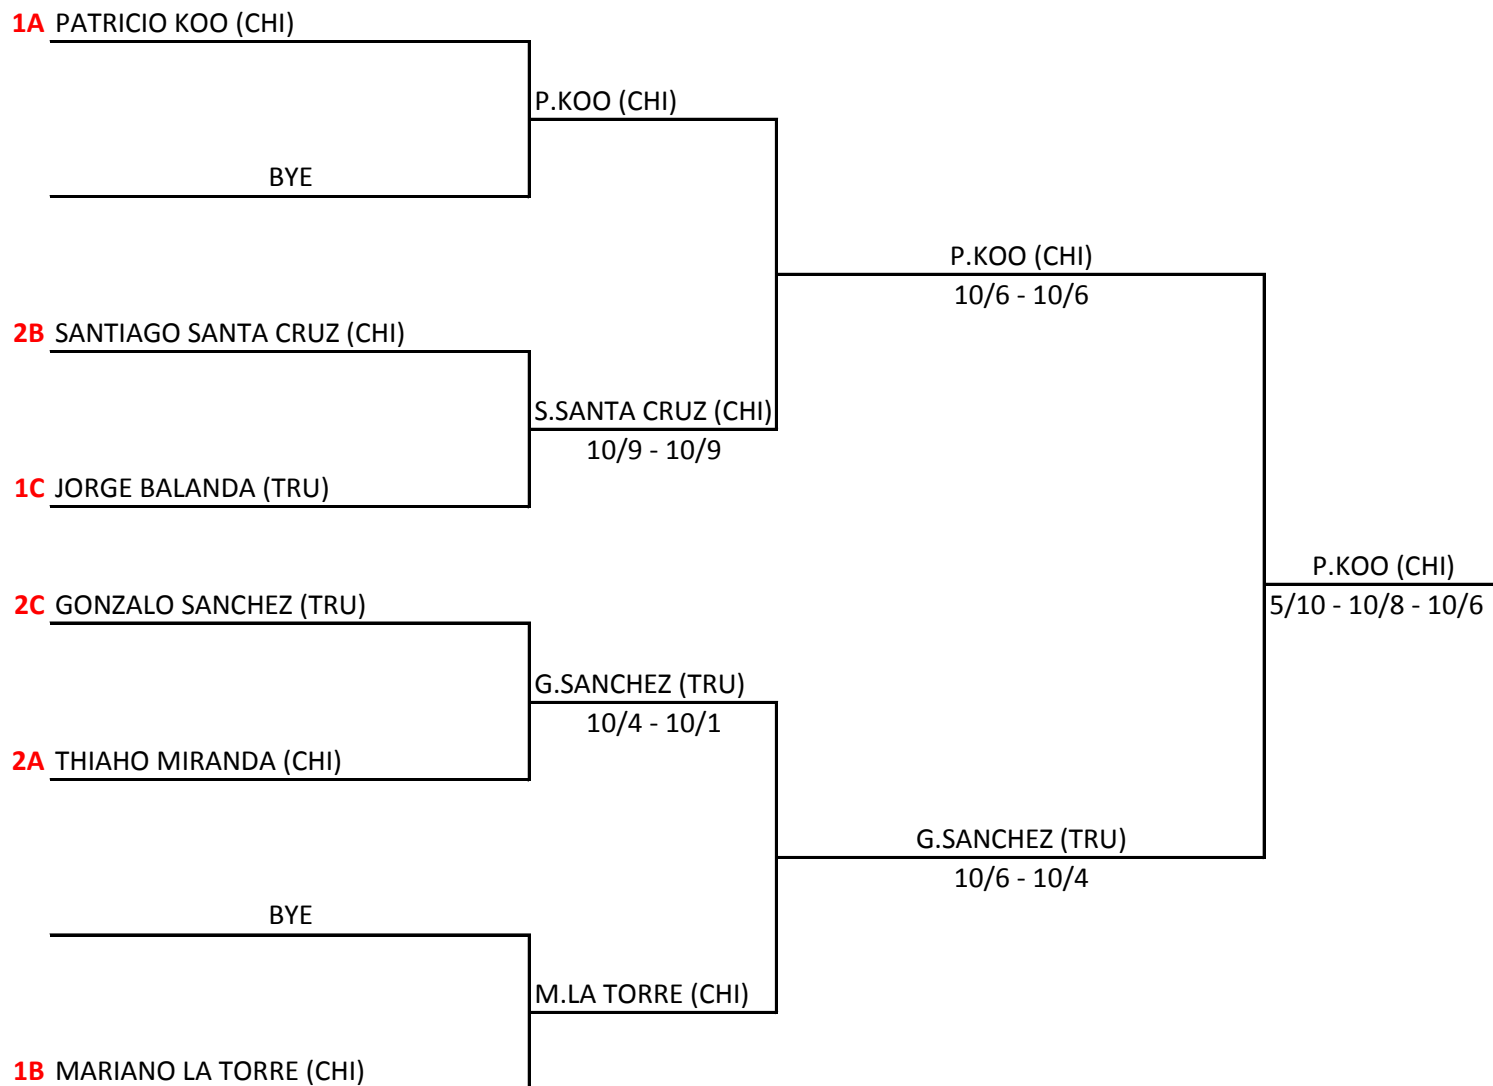 1A PATRICIO KOO (CHI)
P.KOO (CHI)
BYE
P.KOO (CHI)
10/6 - 10/6
2B SANTIAGO SANTA CRUZ (CHI)
S.SANTA CRUZ (CHI)
10/9 - 10/9
1C JORGE BALANDA (TRU)
P.KOO (CHI)
5/10 - 10/8 - 10/6
2C GONZALO SANCHEZ (TRU)
G.SANCHEZ (TRU)
10/4 - 10/1
2A THIAHO MIRANDA (CHI)
G.SANCHEZ (TRU)
10/6 - 10/4
BYE
M.LA TORRE (CHI)
1B MARIANO LA TORRE (CHI)